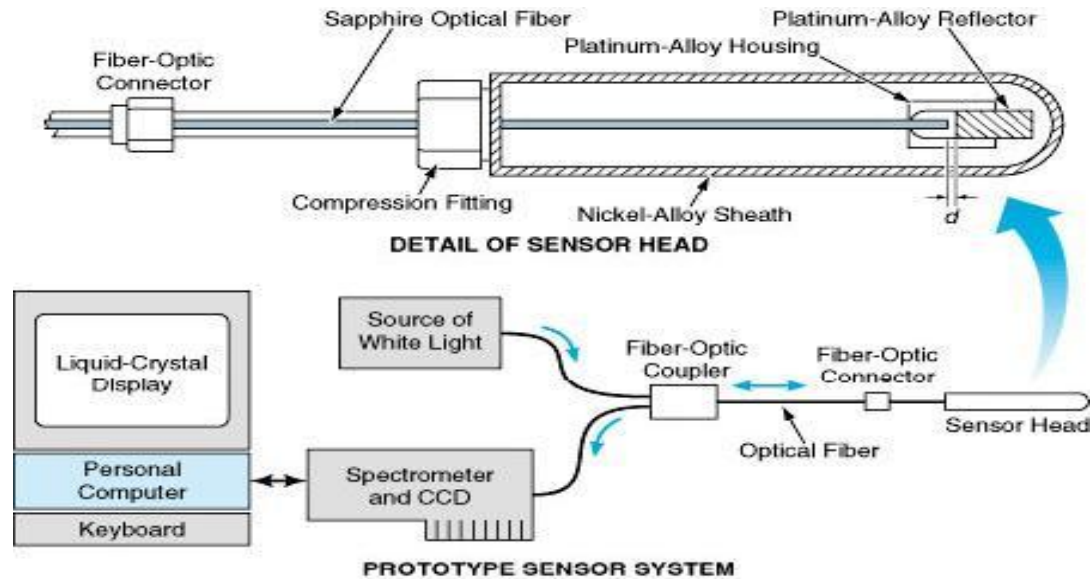 Sapphire Optical Fiber
Platinum-Alloy Reflector
Platinum-Alloy Housing
Fiber-Optic
Connector
Compression Fitting
Nickel-Alloy Sheath
d
DETAIL OF SENSOR HEAD
Source of
White Light
Liquid-Crystal
Display
Fiber-Optic
Coupler
Fiber-Optic
Connector
Sensor Head
Optical Fiber
Personal
Computer
Spectrometer
and CCD
Keyboard
PROTOTYPE SENSOR SYSTEM